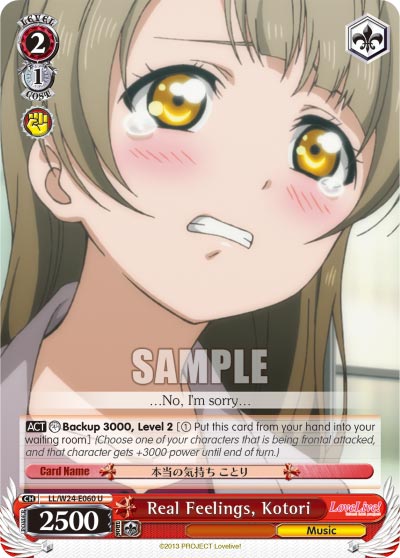 LEVEL
2
1
COST
SAMPLE
…No, I'm sorry…
ACT Backup 3000, Level 2 [① Put this card from your hand into your
waiting room] (Choose one of your characters that is being frontal attacked,
and that character gets +3000 power until end of turn.)
Card Name 本当の気持ち ことり
CH LL/W24-E060 U
POWER 2500 SOUL Real Feelings, Kotori LoveLive!
Music
©2013 PROJECT Lovelive!